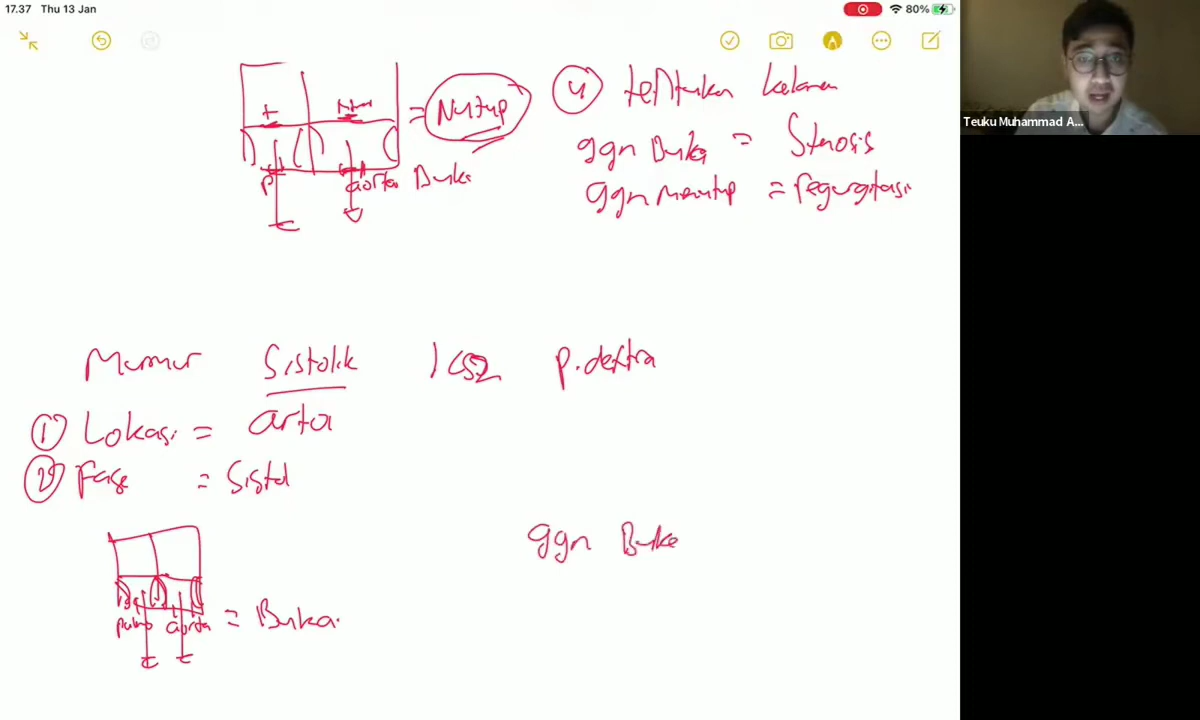 17.37 Thu 13 Jan
80%
Teuku Muhammad A...
= Nutup
P
aorta Buka
4 tentukan kelainan
ggn Buka = Stenosis
ggn menutup = regurgitasi
Murmur Sistolik ICS2 p.dextra
1 Lokasi = aorta
2 Fase = Sistol
pulmo aorta = Buka.
ggn Buka